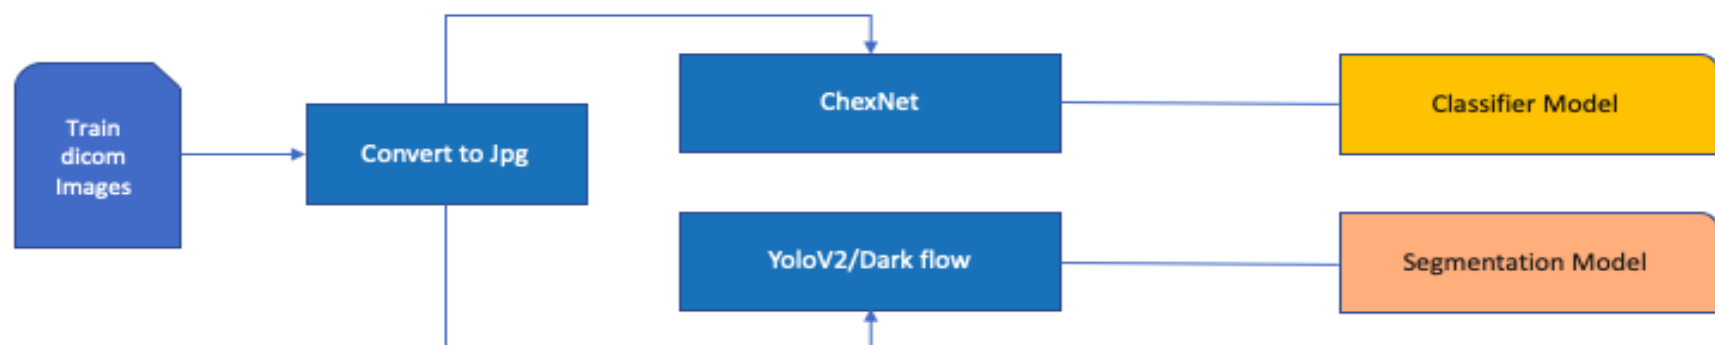 Train
dicom
Images
Convert to Jpg
ChexNet
Classifier Model
YoloV2/Dark flow
Segmentation Model